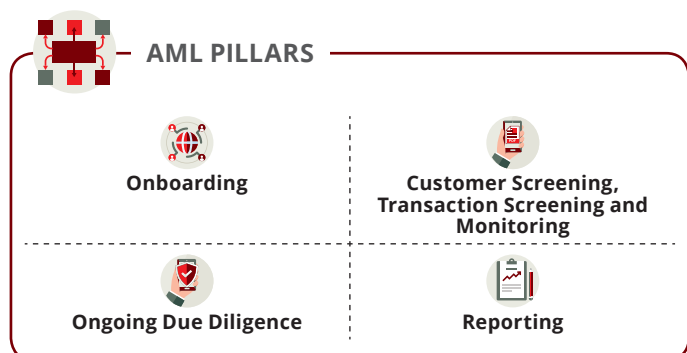 AML PILLARS
Onboarding
Customer Screening,
Transaction Screening and
Monitoring
Ongoing Due Diligence
Reporting